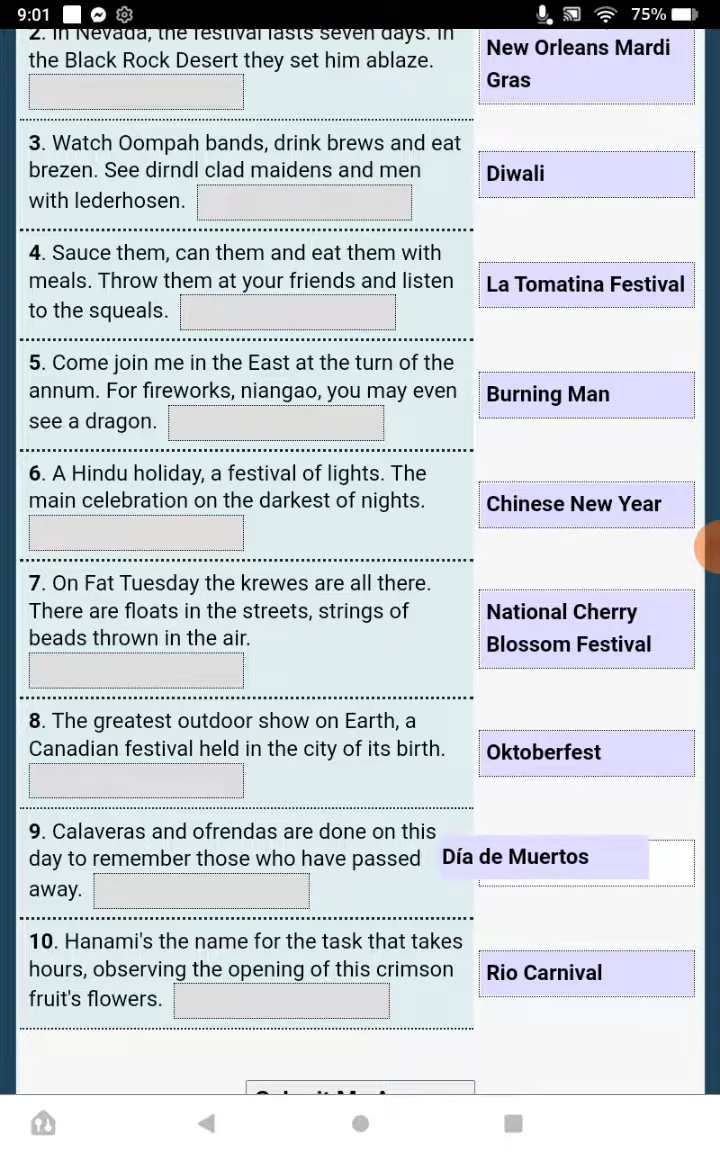 9:01
75%
2. In Nevada, the festival lasts seven days. In
the Black Rock Desert they set him ablaze.
New Orleans Mardi
Gras
3. Watch Oompah bands, drink brews and eat
brezen. See dirndl clad maidens and men
with lederhosen.
Diwali
4. Sauce them, can them and eat them with
meals. Throw them at your friends and listen
to the squeals.
La Tomatina Festival
5. Come join me in the East at the turn of the
annum. For fireworks, niangao, you may even
see a dragon.
Burning Man
6. A Hindu holiday, a festival of lights. The
main celebration on the darkest of nights.
Chinese New Year
7. On Fat Tuesday the krewes are all there.
There are floats in the streets, strings of
beads thrown in the air.
National Cherry
Blossom Festival
8. The greatest outdoor show on Earth, a
Canadian festival held in the city of its birth.
Oktoberfest
9. Calaveras and ofrendas are done on this
day to remember those who have passed
away.
Día de Muertos
10. Hanami's the name for the task that takes
hours, observing the opening of this crimson
fruit's flowers.
Rio Carnival